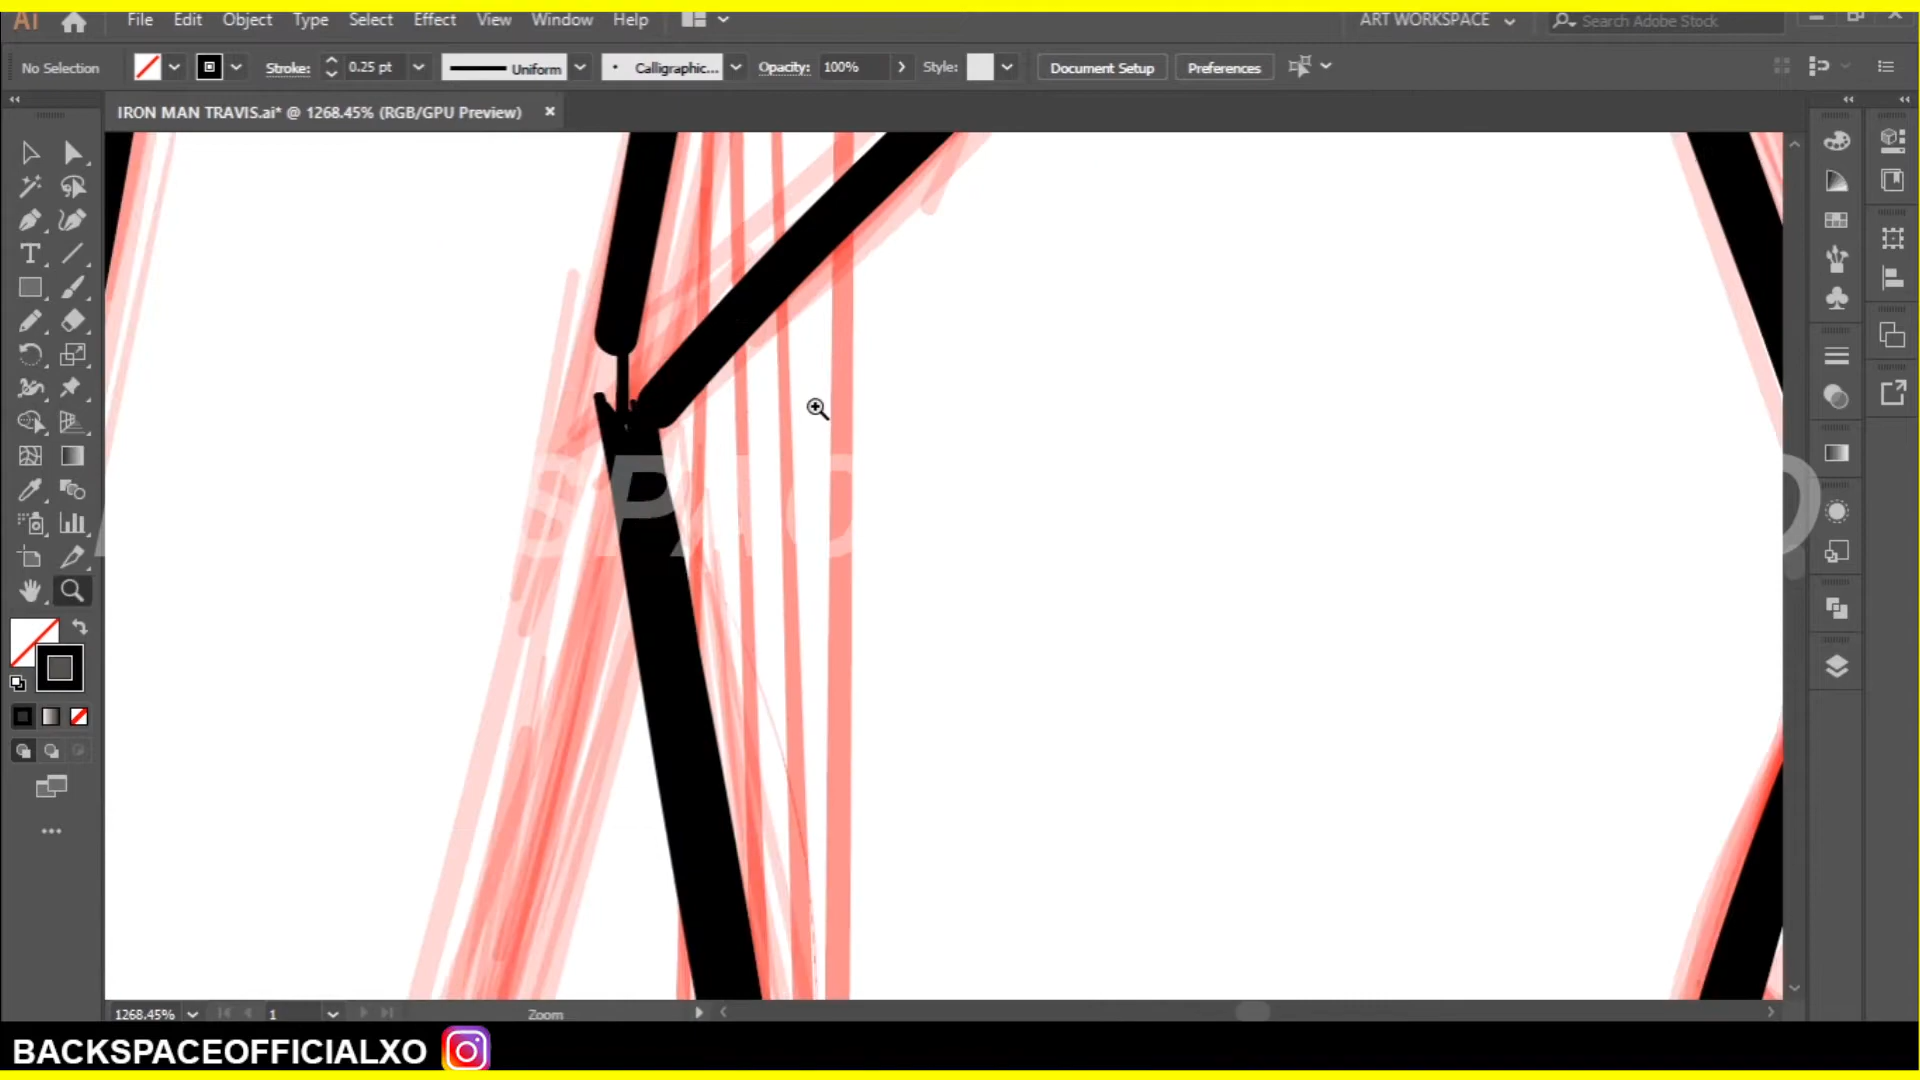 Ai File Edit Object Type Select Effect View Window Help ART WORKSPACE Search Adobe Stock
No Selection Stroke: 0.25 pt Uniform Calligraphic... Opacity: 100% Style: Document Setup Preferences
IRON MAN TRAVIS.ai* @ 1268.45% (RGB/GPU Preview)
1268.45% 1 Zoom
BACKSPACEOFFICIALXO